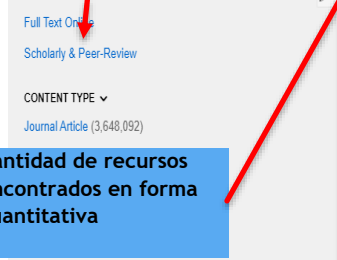 Full Text Online
Scholarly & Peer-Review
CONTENT TYPE
Journal Article (3,648,092)
antidad de recursos
ncontrados en forma
uantitativa